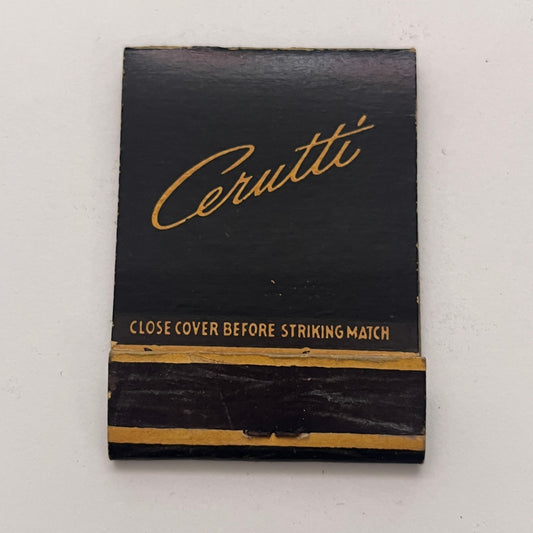 Cerutti
CLOSE COVER BEFORE STRIKING MATCH